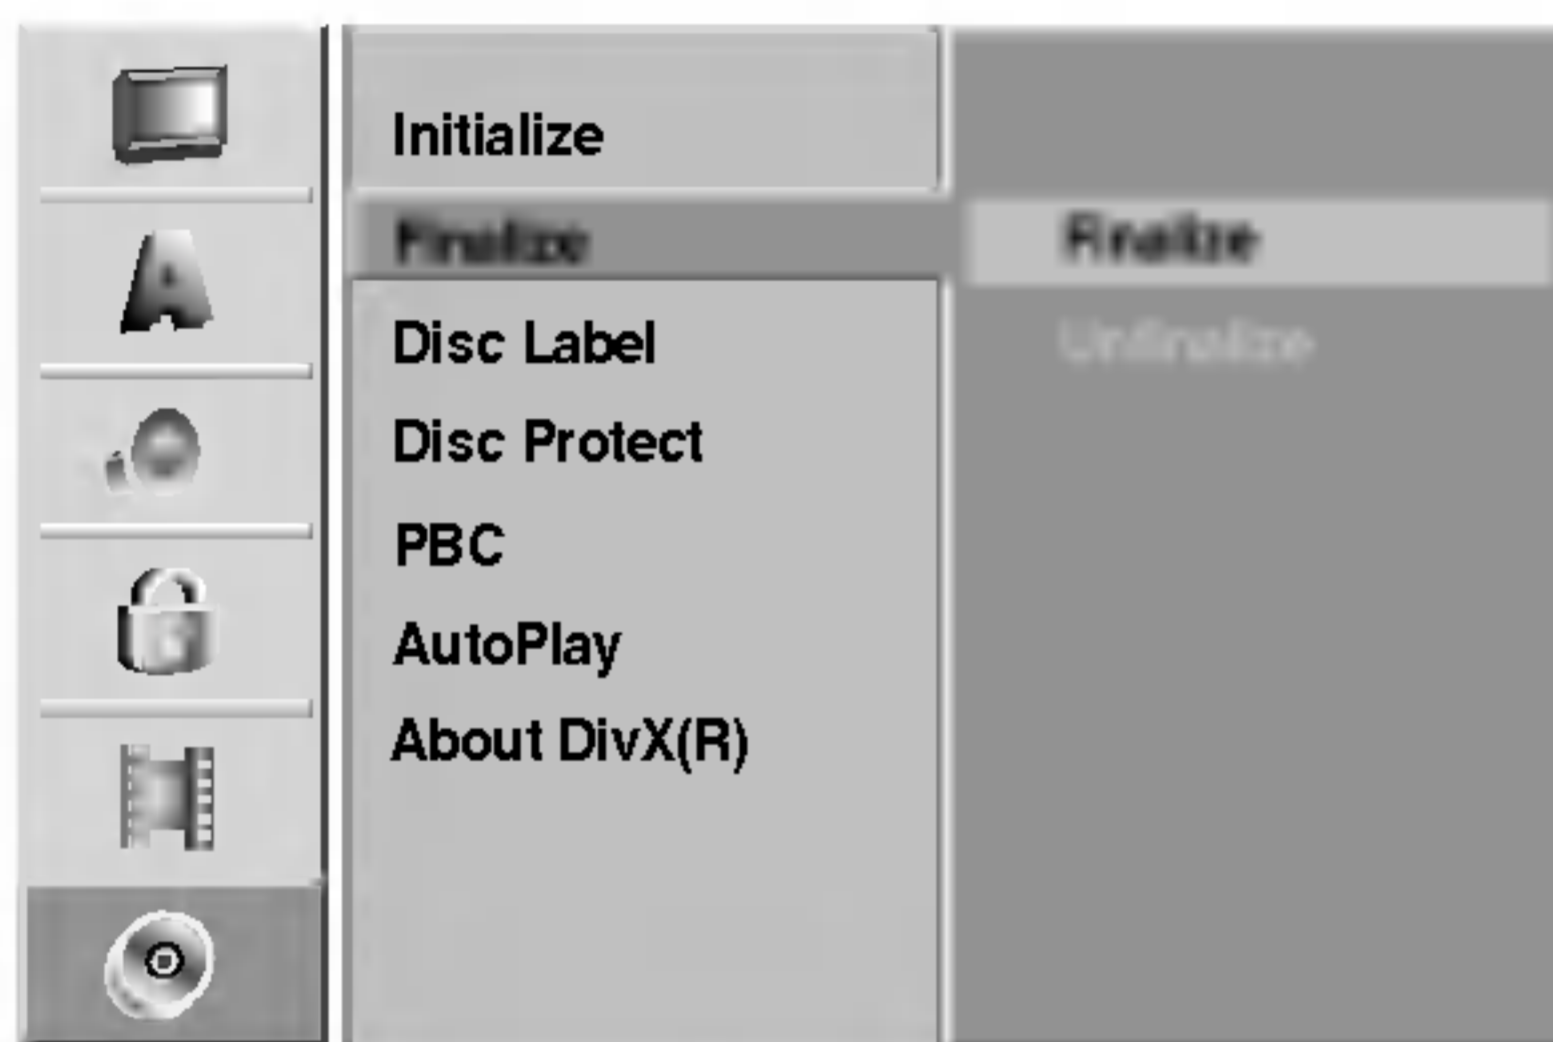 Initialize
Finalize
Finalize
Unfinalize
Disc Label
Disc Protect
PBC
AutoPlay
About DivX(R)